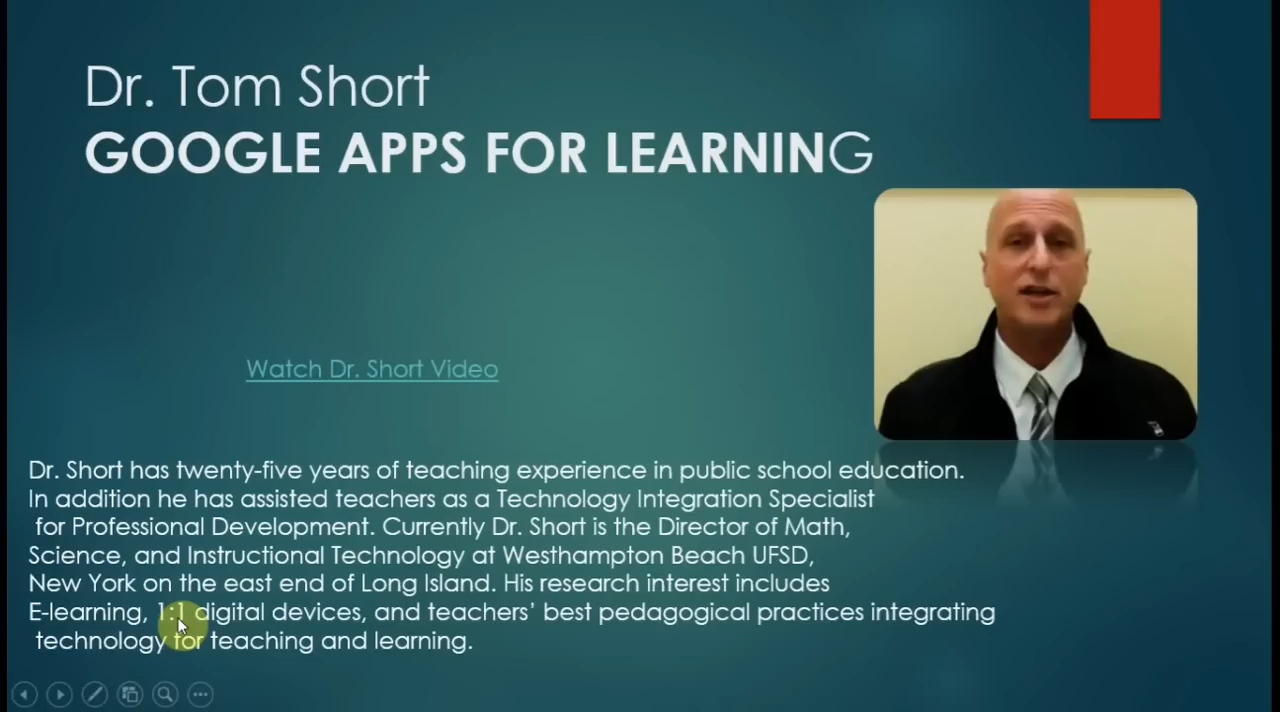 Dr. Tom Short
GOOGLE APPS FOR LEARNING
Watch Dr. Short Video
Dr. Short has twenty-five years of teaching experience in public school education.
In addition he has assisted teachers as a Technology Integration Specialist
for Professional Development. Currently Dr. Short is the Director of Math,
Science, and Instructional Technology at Westhampton Beach UFSD,
New York on the east end of Long Island. His research interest includes
E-learning, 1:1 digital devices, and teachers’ best pedagogical practices integrating
technology for teaching and learning.